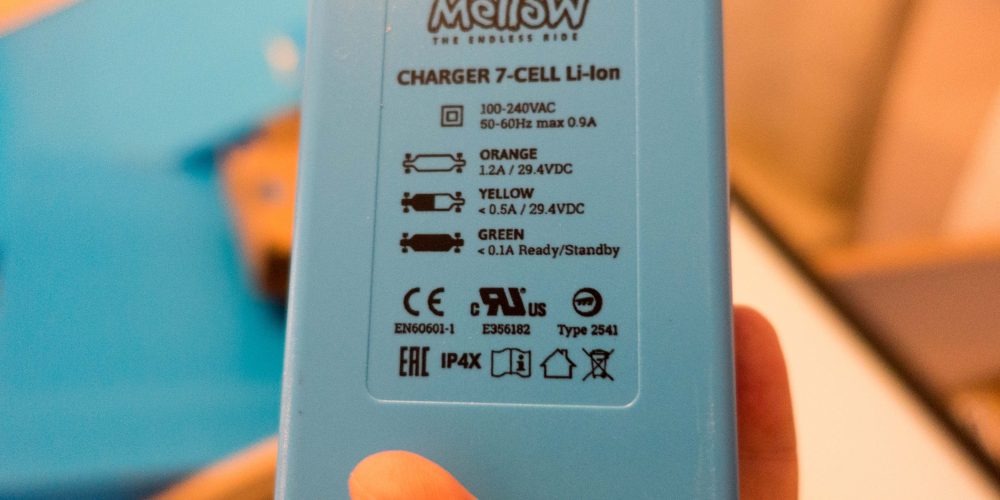 Mellow
THE ENDLESS RIDE
CHARGER 7-CELL Li-Ion
100-240VAC
50-60Hz max 0.9A
ORANGE
1.2A / 29.4VDC
YELLOW
< 0.5A / 29.4VDC
GREEN
< 0.1A Ready/Standby
CE c RU US
EN60601-1 E356182 Type 2541
EAC IP4X i